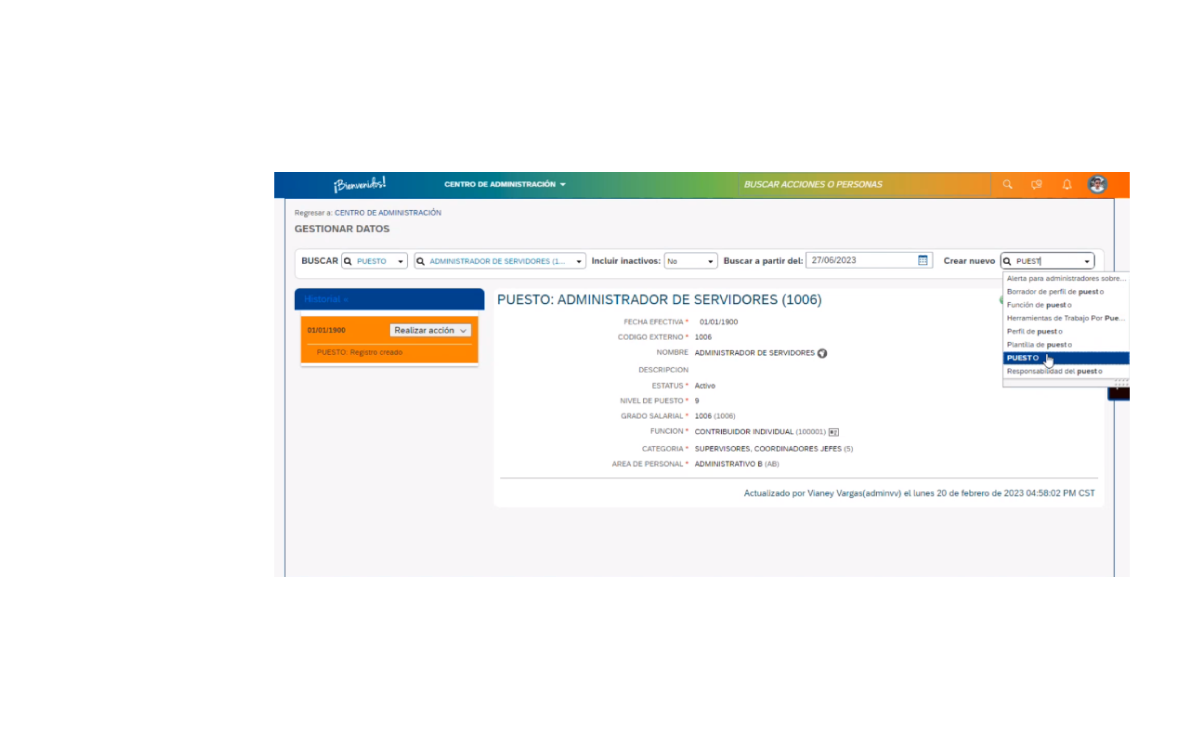 ¡Bienvenidos!
CENTRO DE ADMINISTRACIÓN
BUSCAR ACCIONES O PERSONAS
Regresar a: CENTRO DE ADMINISTRACIÓN
GESTIONAR DATOS
BUSCAR PUESTO ADMINISTRADOR DE SERVIDORES (1... Incluir inactivos: No Buscar a partir del: 27/06/2023 Crear nuevo PUEST
Alerta para administradores sobre...
Borrador de perfil de puesto
Función de puesto
Herramientas de Trabajo Por Pue...
Perfil de puesto
Plantilla de puesto
PUESTO
Responsabilidad del puesto
Historial »
01/01/1900 Realizar acción
PUESTO: Registro creado
PUESTO: ADMINISTRADOR DE SERVIDORES (1006)
FECHA EFECTIVA * 01/01/1900
CODIGO EXTERNO * 1006
NOMBRE ADMINISTRADOR DE SERVIDORES
DESCRIPCION
ESTATUS * Activo
NIVEL DE PUESTO * 9
GRADO SALARIAL * 1006 (1006)
FUNCION * CONTRIBUIDOR INDIVIDUAL (100001)
CATEGORIA * SUPERVISORES, COORDINADORES JEFES (5)
AREA DE PERSONAL * ADMINISTRATIVO B (AB)
Actualizado por Vianey Vargas(adminvv) el lunes 20 de febrero de 2023 04:58:02 PM CST